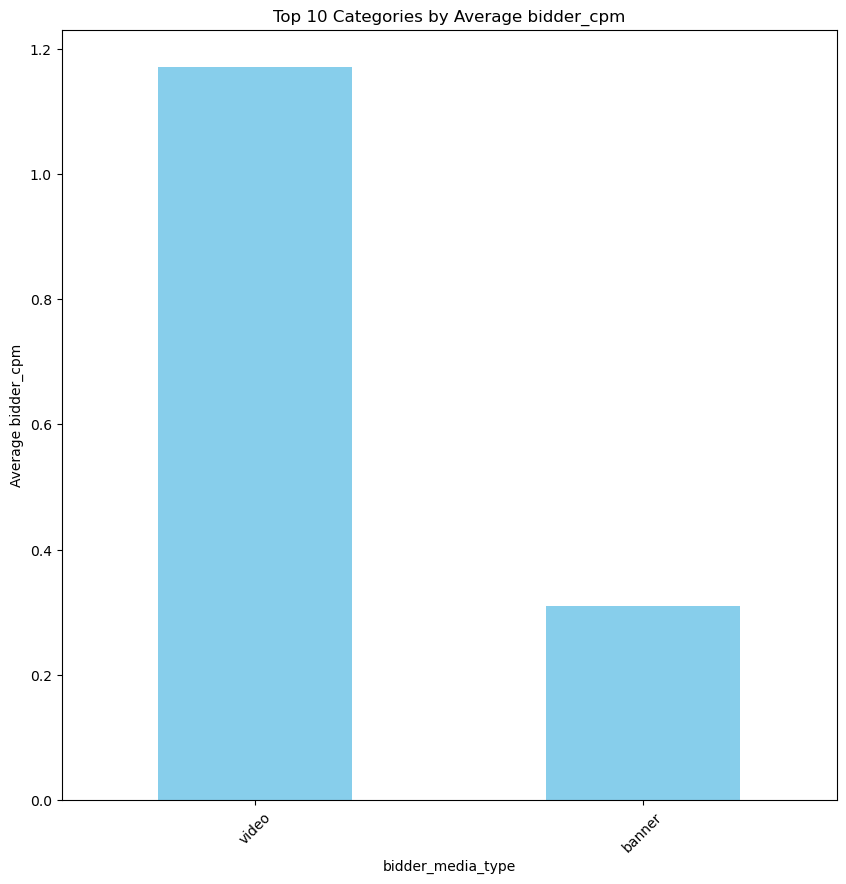 Top 10 Categories by Average bidder_cpm
1.2
1.0
0.8
0.6
0.4
0.2
0.0
Average bidder_cpm
video
banner
bidder_media_type